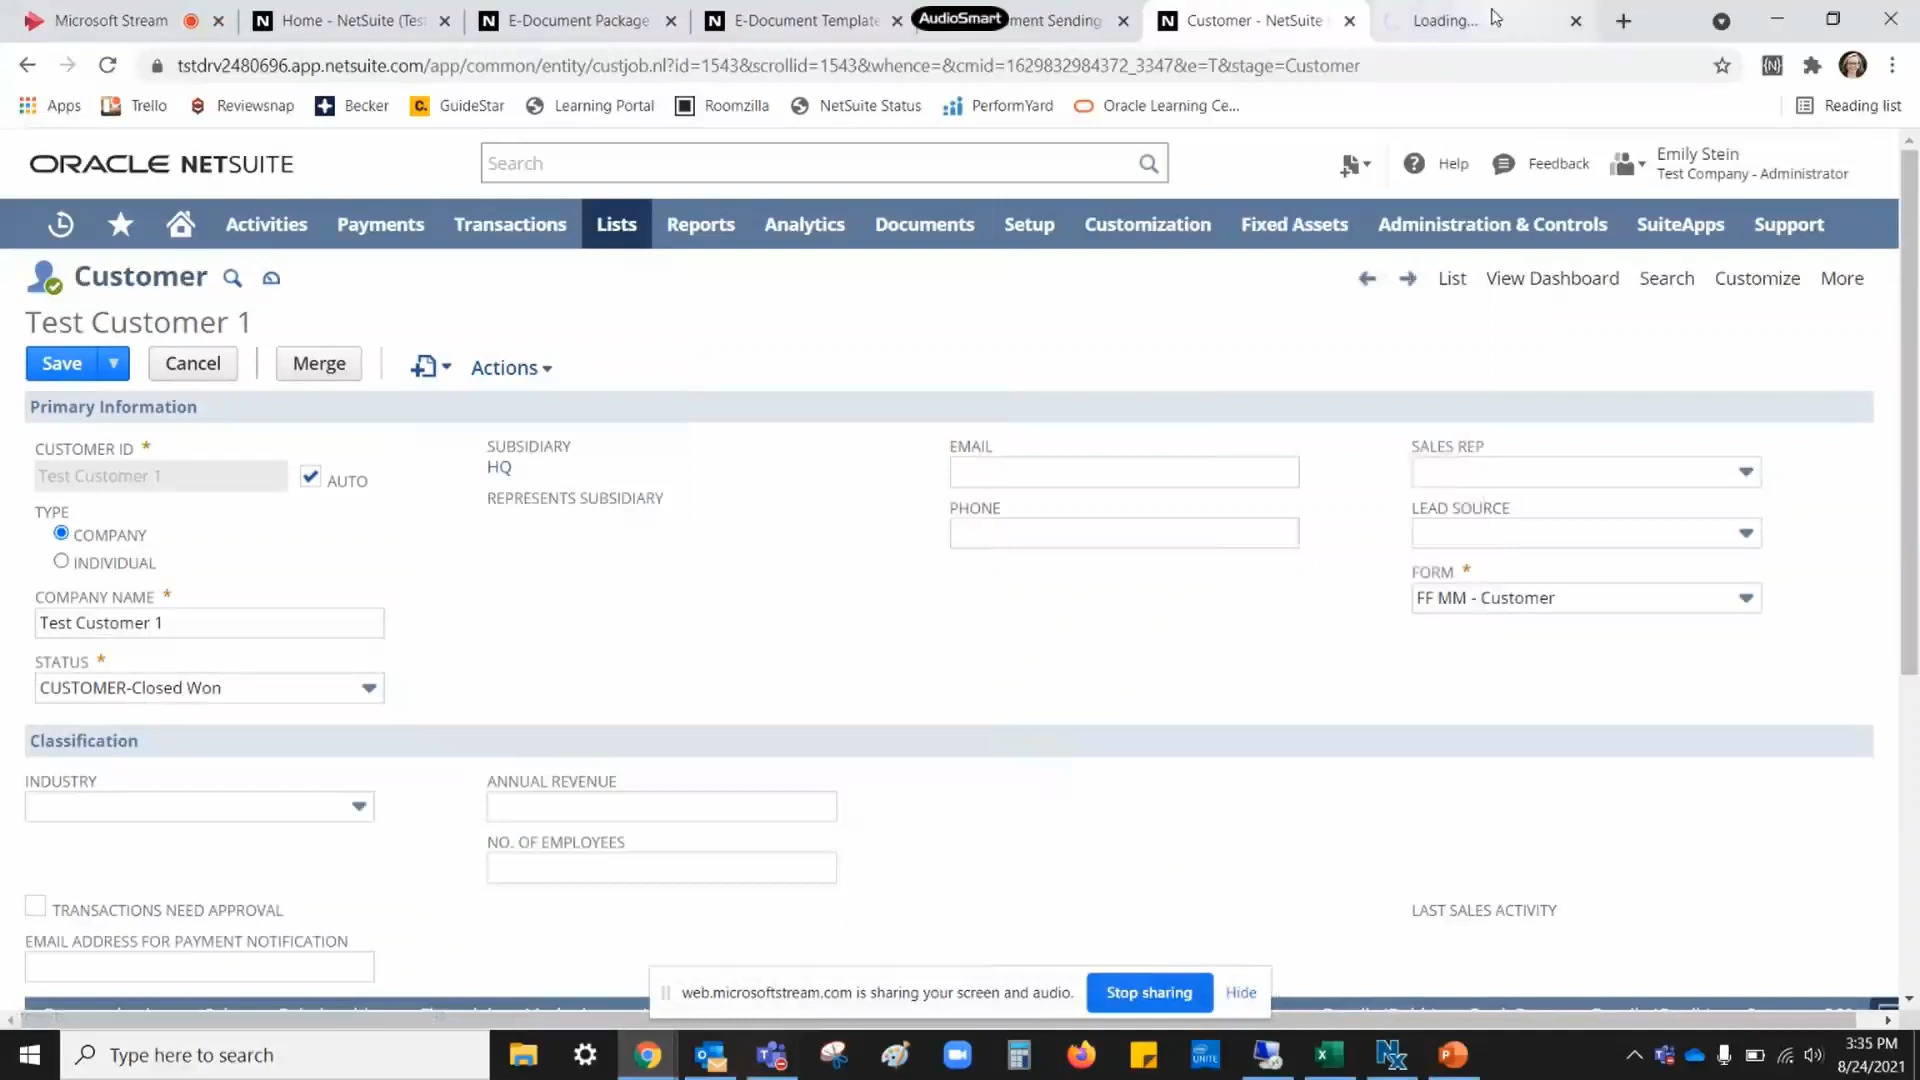 Microsoft Stream
Home - NetSuite (Tes
E-Document Package
E-Document Template
AudioSmart
ment Sending
Customer - NetSuite
Loading...
tstdrv2480696.app.netsuite.com/app/common/entity/custjob.nl?id=1543&scrollid=1543&whence=&cmid=1629832984372_3347&e=T&stage=Customer
Apps
Trello
Reviewsnap
Becker
GuideStar
Learning Portal
Roomzilla
NetSuite Status
PerformYard
Oracle Learning Ce...
Reading list
ORACLE NETSUITE
Search
Help
Feedback
Emily Stein
Test Company - Administrator
Activities
Payments
Transactions
Lists
Reports
Analytics
Documents
Setup
Customization
Fixed Assets
Administration & Controls
SuiteApps
Support
Customer
List
View Dashboard
Search
Customize
More
Test Customer 1
Save
Cancel
Merge
Actions
Primary Information
CUSTOMER ID *
Test Customer 1
AUTO
TYPE
COMPANY
INDIVIDUAL
COMPANY NAME *
Test Customer 1
STATUS *
CUSTOMER-Closed Won
SUBSIDIARY
HQ
REPRESENTS SUBSIDIARY
EMAIL
PHONE
SALES REP
LEAD SOURCE
FORM *
FF MM - Customer
Classification
INDUSTRY
ANNUAL REVENUE
NO. OF EMPLOYEES
TRANSACTIONS NEED APPROVAL
LAST SALES ACTIVITY
EMAIL ADDRESS FOR PAYMENT NOTIFICATION
web.microsoftstream.com is sharing your screen and audio.
Stop sharing
Hide
Type here to search
3:35 PM
8/24/2021